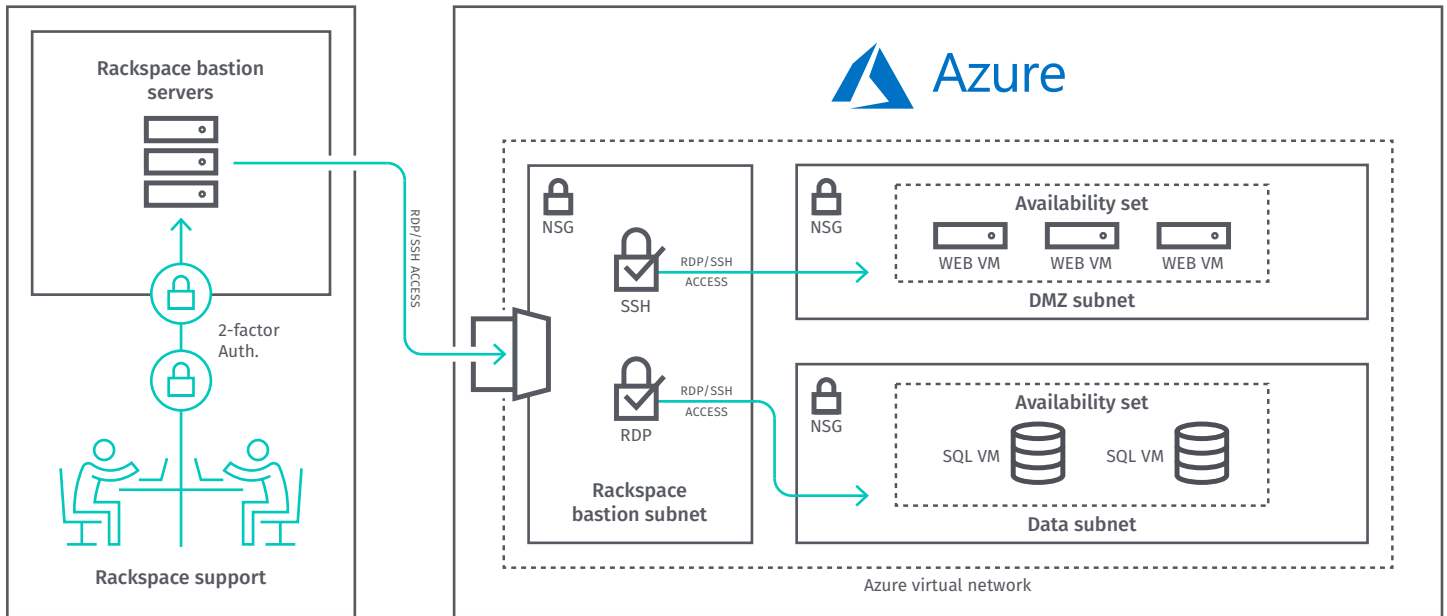 Rackspace bastion
servers
2-factor
Auth.
Rackspace support
RDP/SSH ACCESS
Azure
NSG
SSH
RDP
Rackspace
bastion subnet
RDP/SSH
ACCESS
RDP/SSH
ACCESS
NSG
Availability set
WEB VM
WEB VM
WEB VM
DMZ subnet
NSG
Availability set
SQL VM
SQL VM
Data subnet
Azure virtual network